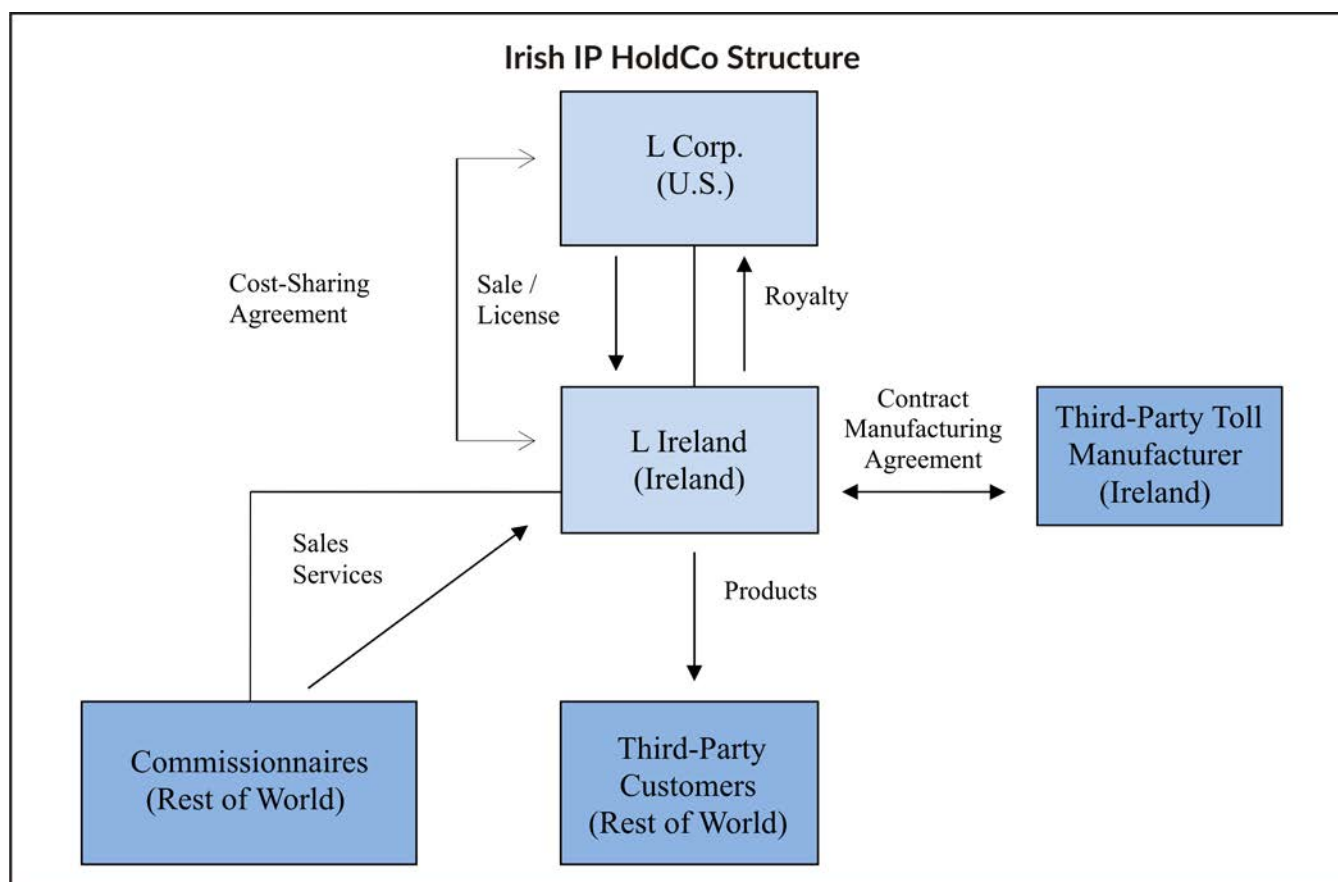 Irish IP HoldCo Structure
L Corp.
(U.S.)
Cost-Sharing
Agreement
Sale /
License
Royalty
L Ireland
(Ireland)
Contract
Manufacturing
Agreement
Third-Party Toll
Manufacturer
(Ireland)
Sales
Services
Products
Commissionnaires
(Rest of World)
Third-Party
Customers
(Rest of World)